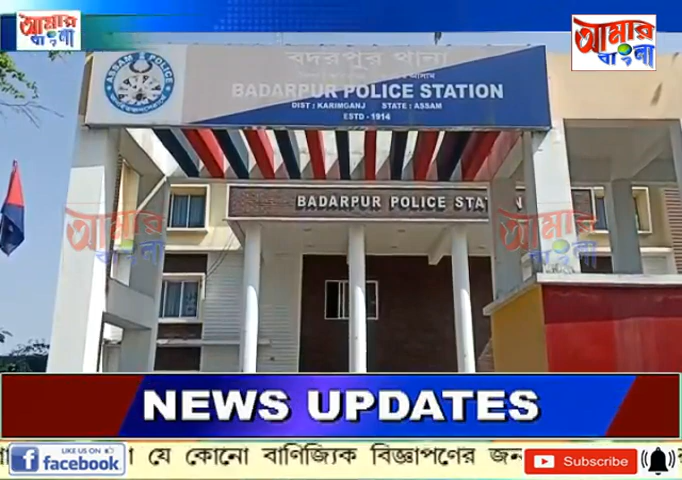 আমার
বাংলা
আমার
বাংলা
ASSAM POLICE
বদরপুর থানা
BADARPUR POLICE STATION
DIST : KARIMGANJ STATE : ASSAM
ESTD - 1914
BADARPUR POLICE STAT
আমার
বাংলা
আমার
বাংলা
NEWS UPDATES
LIKE US ON
facebook
যে কোনো বাণিজ্যিক বিজ্ঞাপণের জন
Subscribe